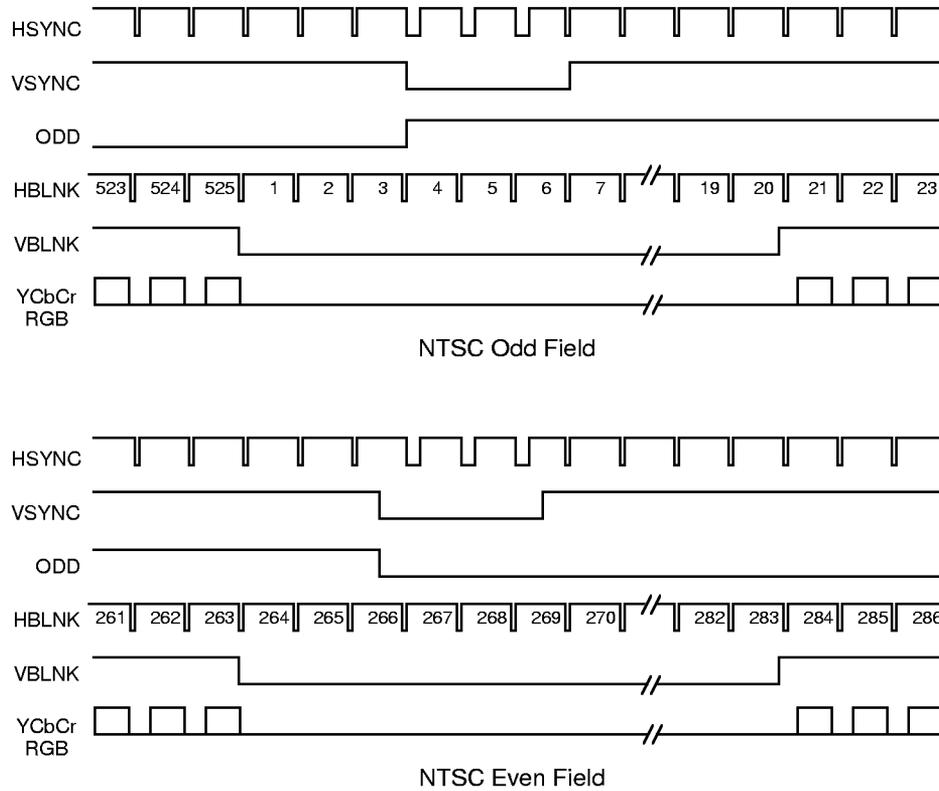 HSYNC
VSYNC
ODD
HBLNK 523 524 525 1 2 3 4 5 6 7 19 20 21 22 23
VBLNK
YCbCr
RGB
NTSC Odd Field
HSYNC
VSYNC
ODD
HBLNK 261 262 263 264 265 266 267 268 269 270 282 283 284 285 286
VBLNK
YCbCr
RGB
NTSC Even Field